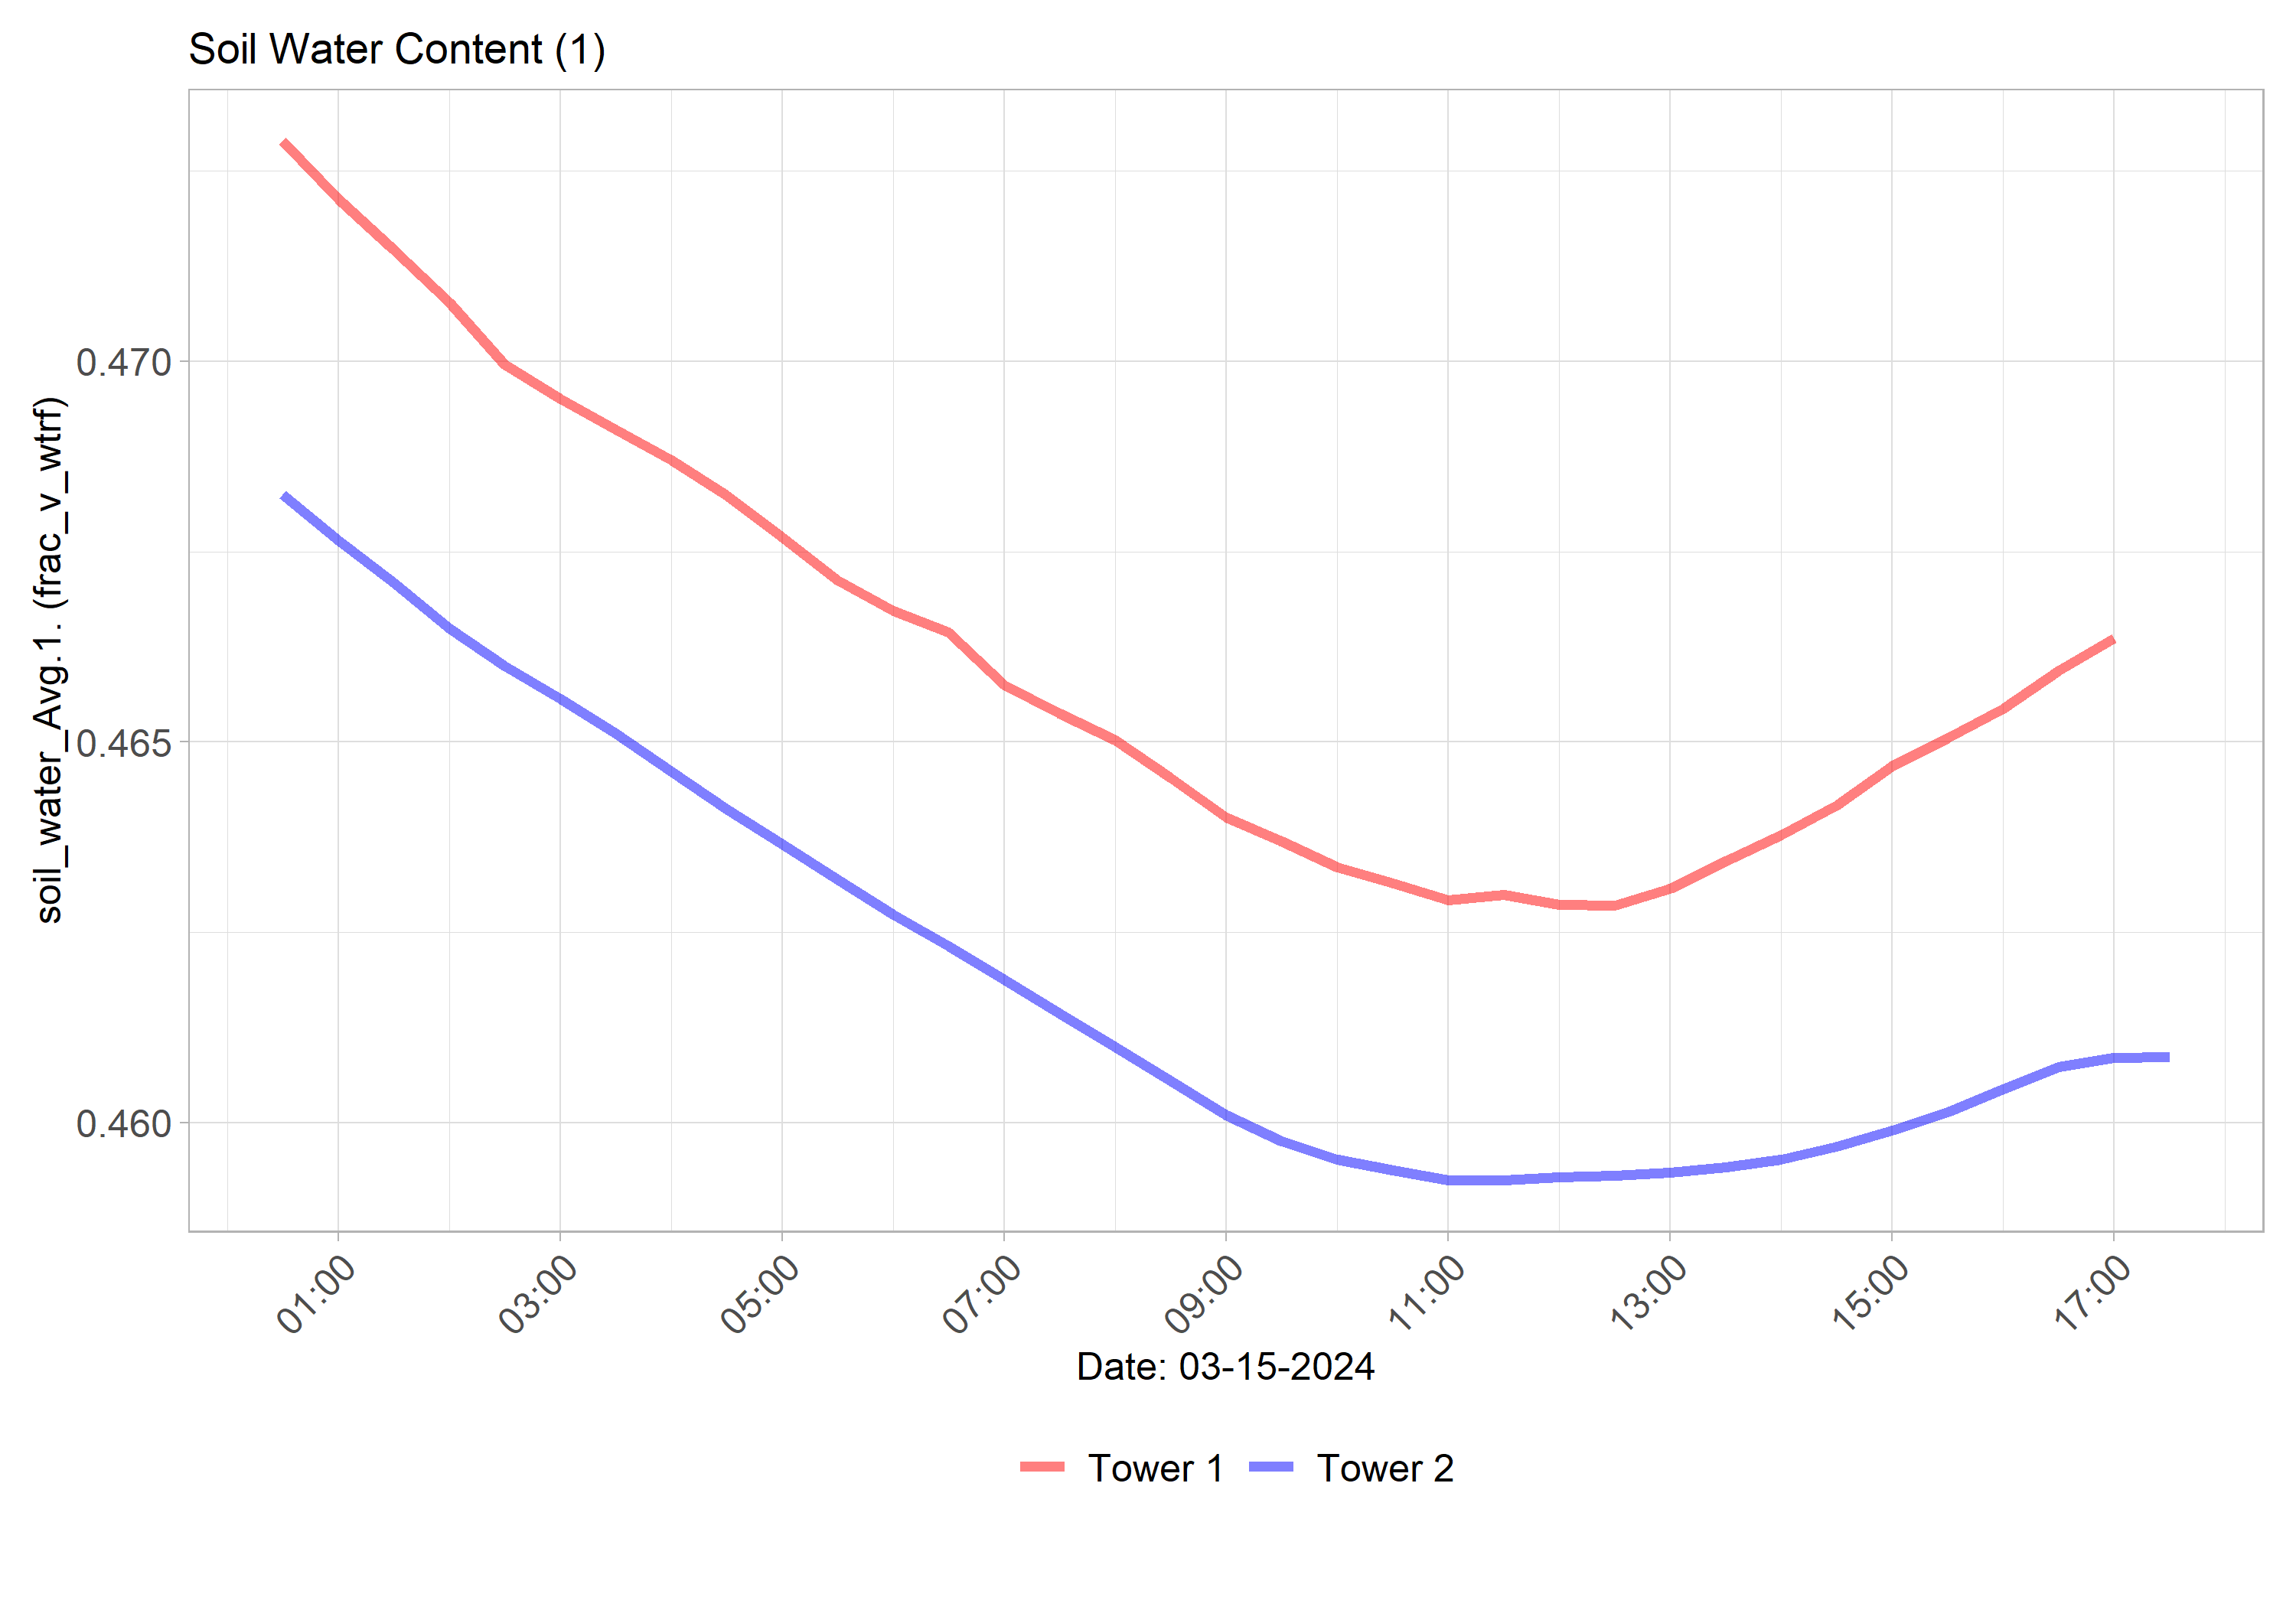 Soil Water Content (1)
soil_water_Avg.1. (frac_v_wtrf)
0.470
0.465
0.460
01:00
03:00
05:00
07:00
09:00
11:00
13:00
15:00
17:00
Date: 03-15-2024
Tower 1
Tower 2